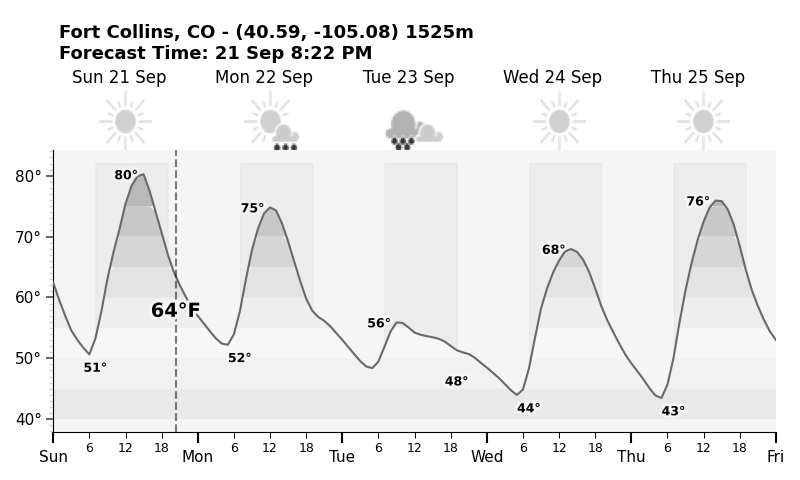 Fort Collins, CO - (40.59, -105.08) 1525m
Forecast Time: 21 Sep 8:22 PM
Sun 21 Sep Mon 22 Sep Tue 23 Sep Wed 24 Sep Thu 25 Sep
80°
70°
60°
50°
40°
80°
75°
76°
68°
64°F
56°
51°
52°
48°
44°
43°
6 12 18 6 12 18 6 12 18 6 12 18 6 12 18
Sun Mon Tue Wed Thu Fri